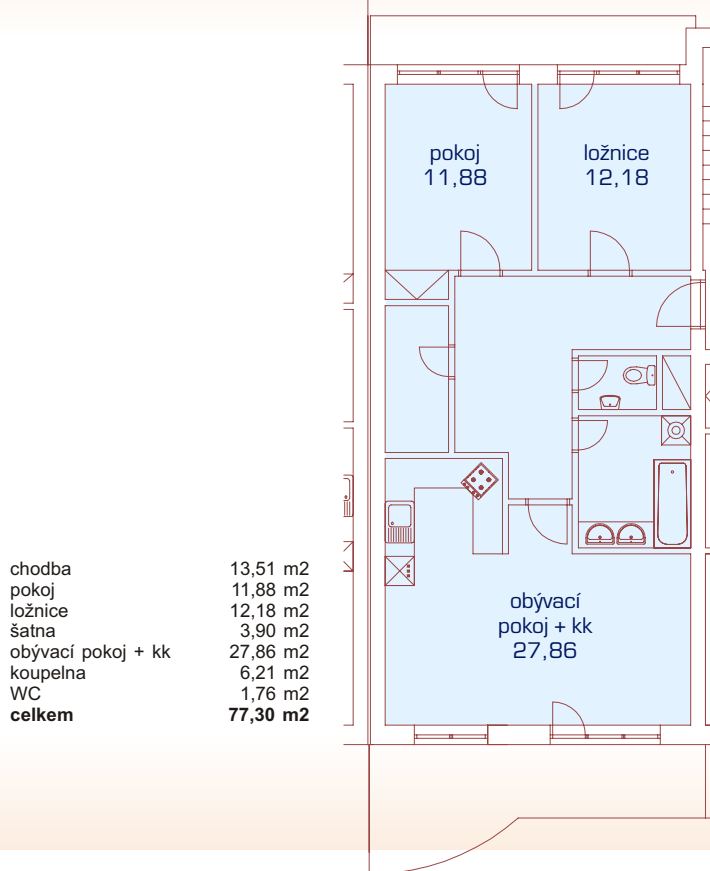 pokoj
11,88
ložnice
12,18
chodba 13,51 m2
pokoj 11,88 m2
ložnice 12,18 m2
šatna 3,90 m2
obývací pokoj + kk 27,86 m2
koupelna 6,21 m2
WC 1,76 m2
celkem 77,30 m2
obývací
pokoj + kk
27,86